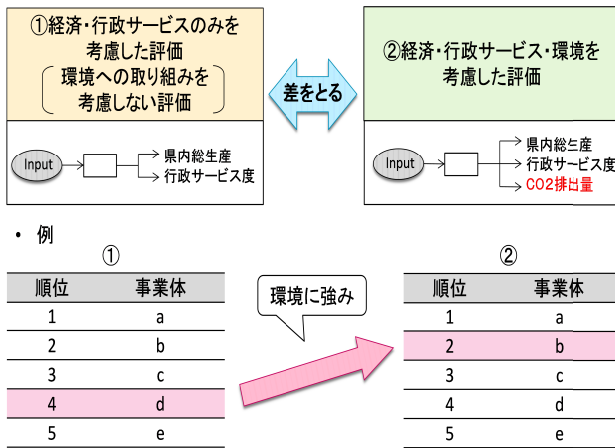 ①経済・行政サービスのみを
考慮した評価
環境への取り組みを
考慮しない評価
Input
県内総生産
行政サービス度
差をとる
②経済・行政サービス・環境を
考慮した評価
Input
県内総生産
行政サービス度
CO2排出量
• 例
①
順位 事業体
1 a
2 b
3 c
4 d
5 e
環境に強み
②
順位 事業体
1 a
2 b
3 c
4 d
5 e